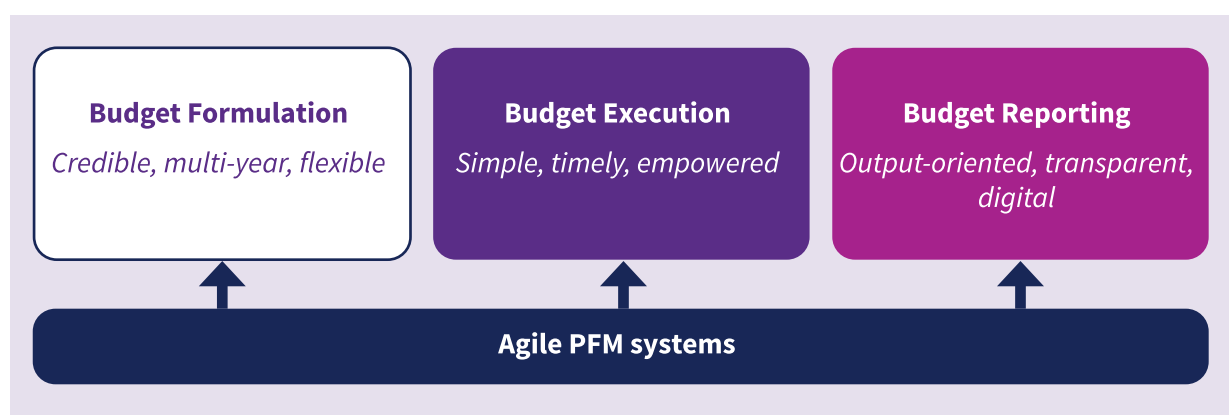 Budget Formulation
Credible, multi-year, flexible
Budget Execution
Simple, timely, empowered
Budget Reporting
Output-oriented, transparent,
digital
Agile PFM systems